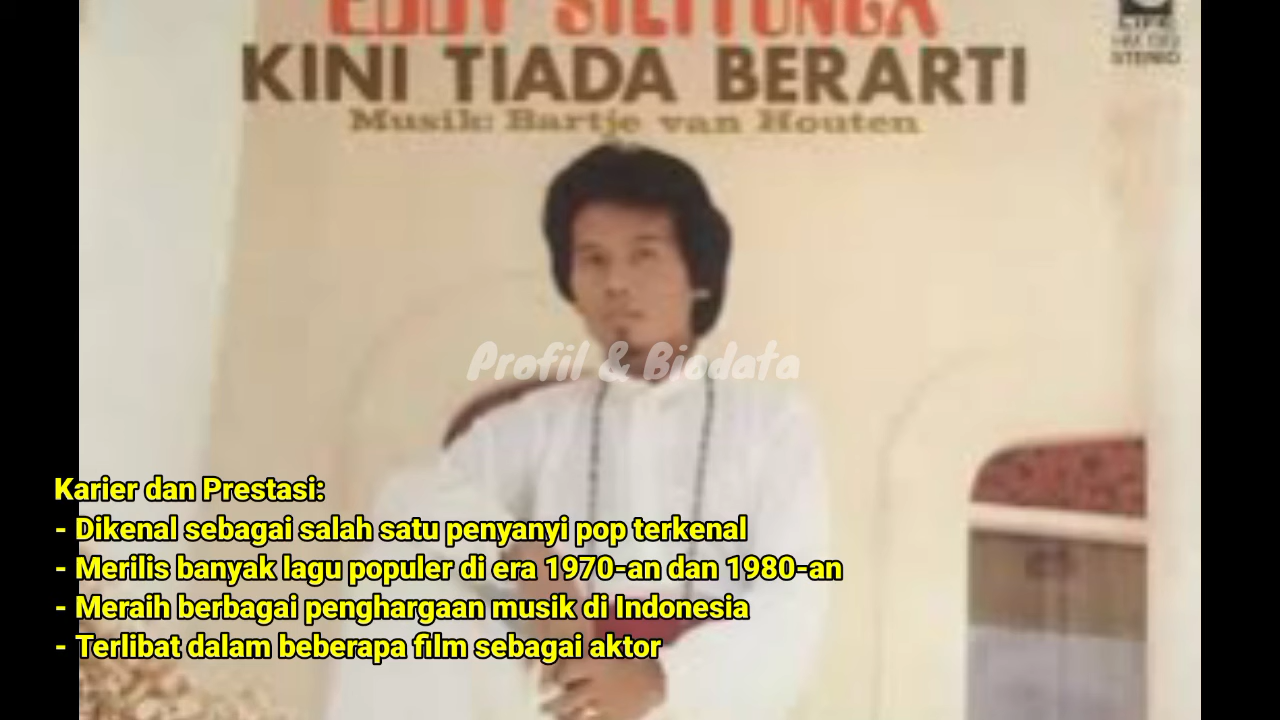 EDDY SILITONGA
KINI TIADA BERARTI
Musik: Bartje van Houten
LIFE
STEREO
Profil & Biodata
Karier dan Prestasi:
- Dikenal sebagai salah satu penyanyi pop terkenal
- Merilis banyak lagu populer di era 1970-an dan 1980-an
- Meraih berbagai penghargaan musik di Indonesia
- Terlibat dalam beberapa film sebagai aktor